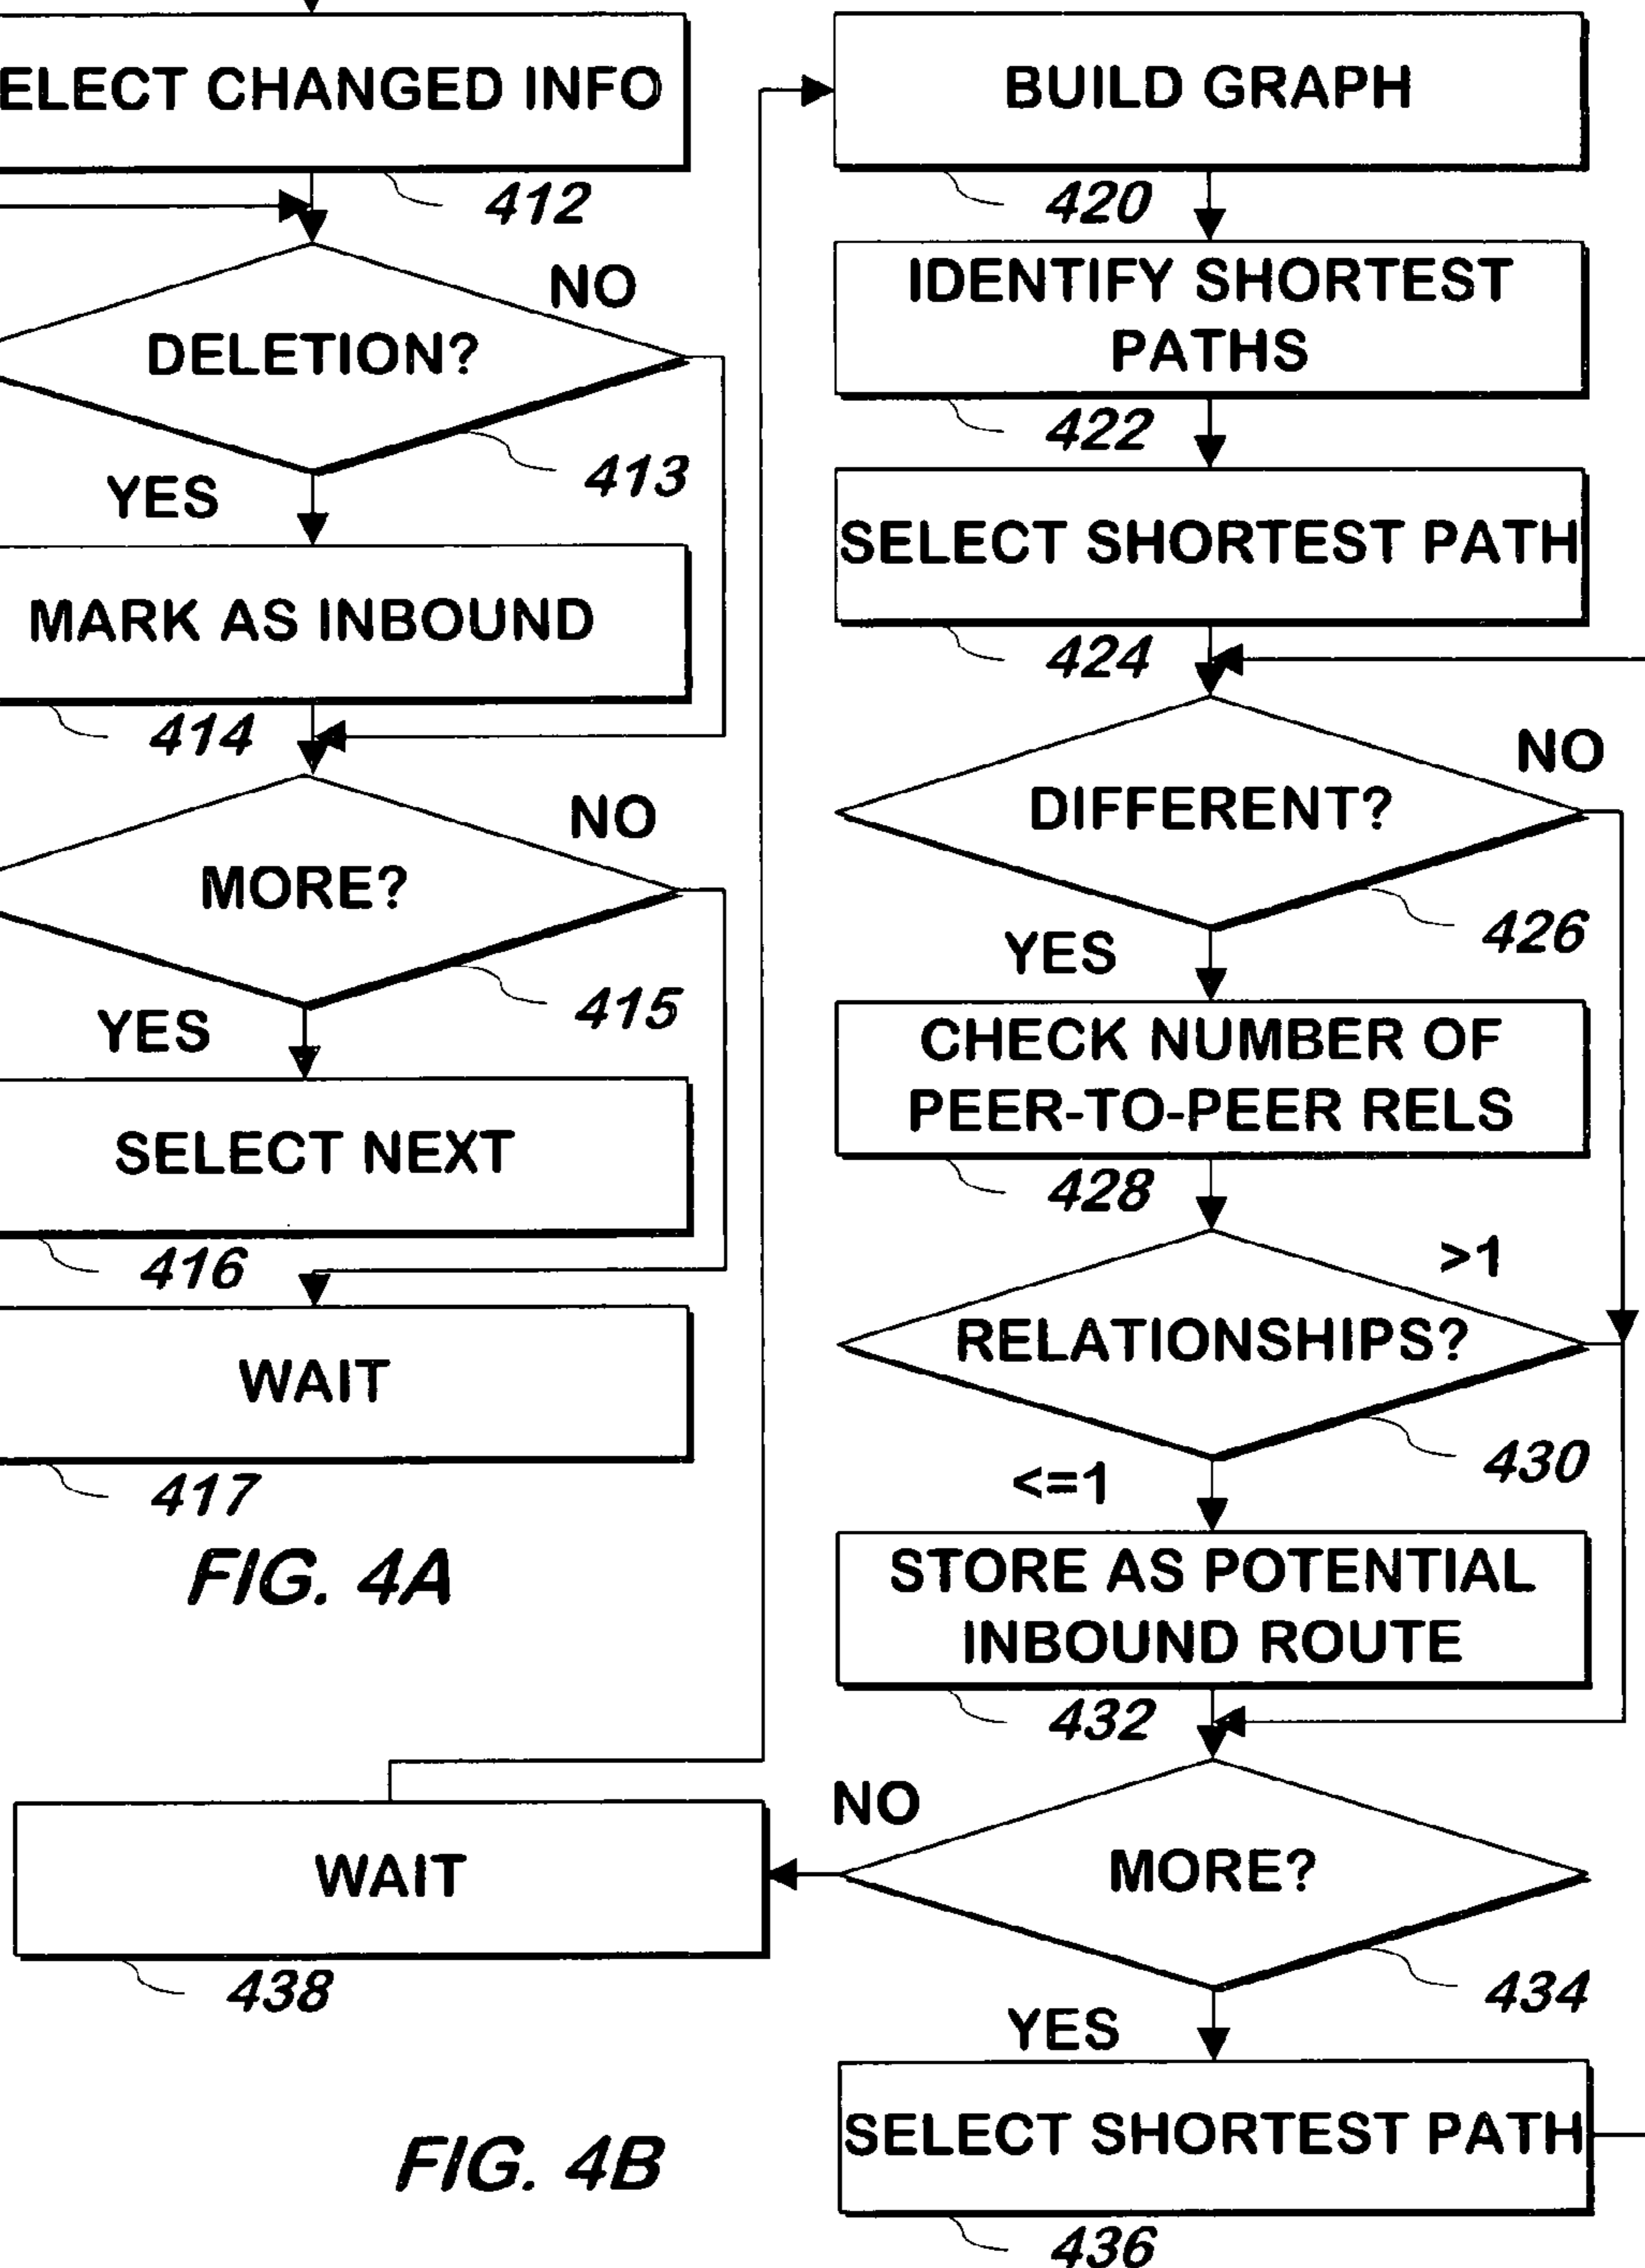 ELECT CHANGED INFO
412
NO
DELETION?
413
YES
MARK AS INBOUND
414
NO
MORE?
415
YES
SELECT NEXT
416
WAIT
417
FIG. 4A
BUILD GRAPH
420
IDENTIFY SHORTEST
PATHS
422
SELECT SHORTEST PATH
424
NO
DIFFERENT?
426
YES
CHECK NUMBER OF
PEER-TO-PEER RELS
428
>1
RELATIONSHIPS?
430
<=1
STORE AS POTENTIAL
INBOUND ROUTE
432
NO
MORE?
434
WAIT
438
YES
SELECT SHORTEST PATH
436
FIG. 4B